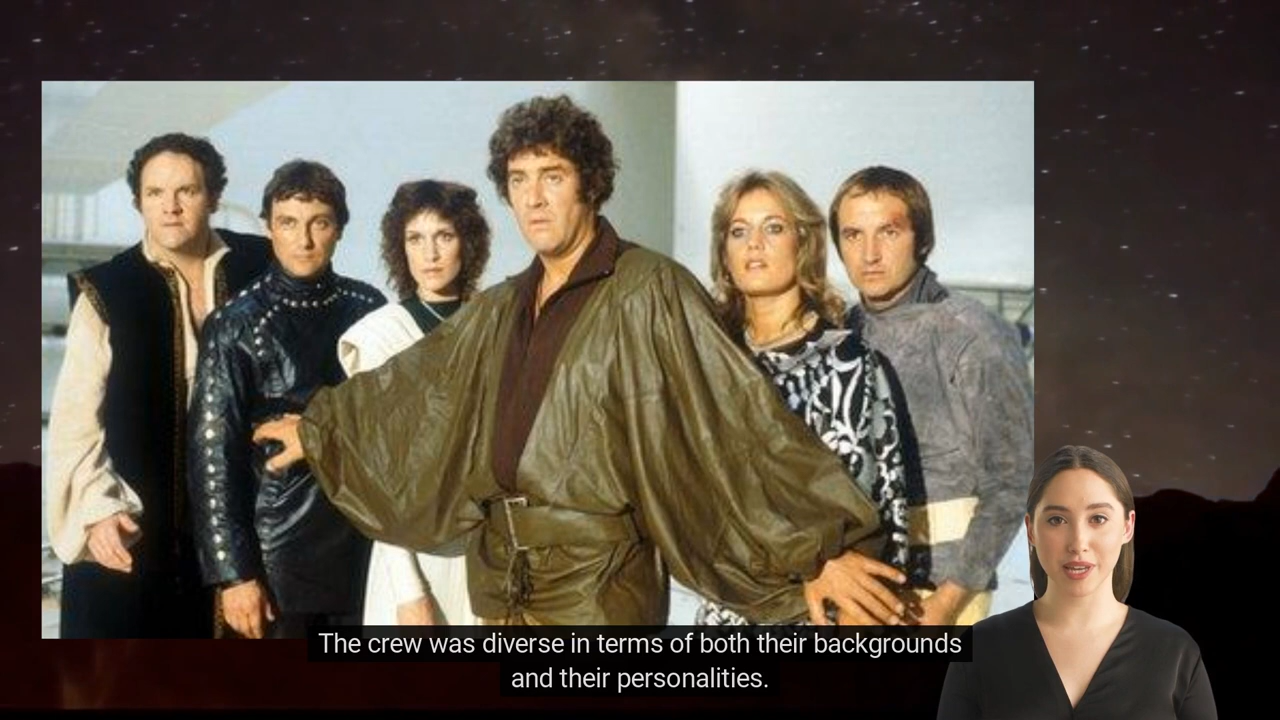 The crew was diverse in terms of both their backgrounds
and their personalities.